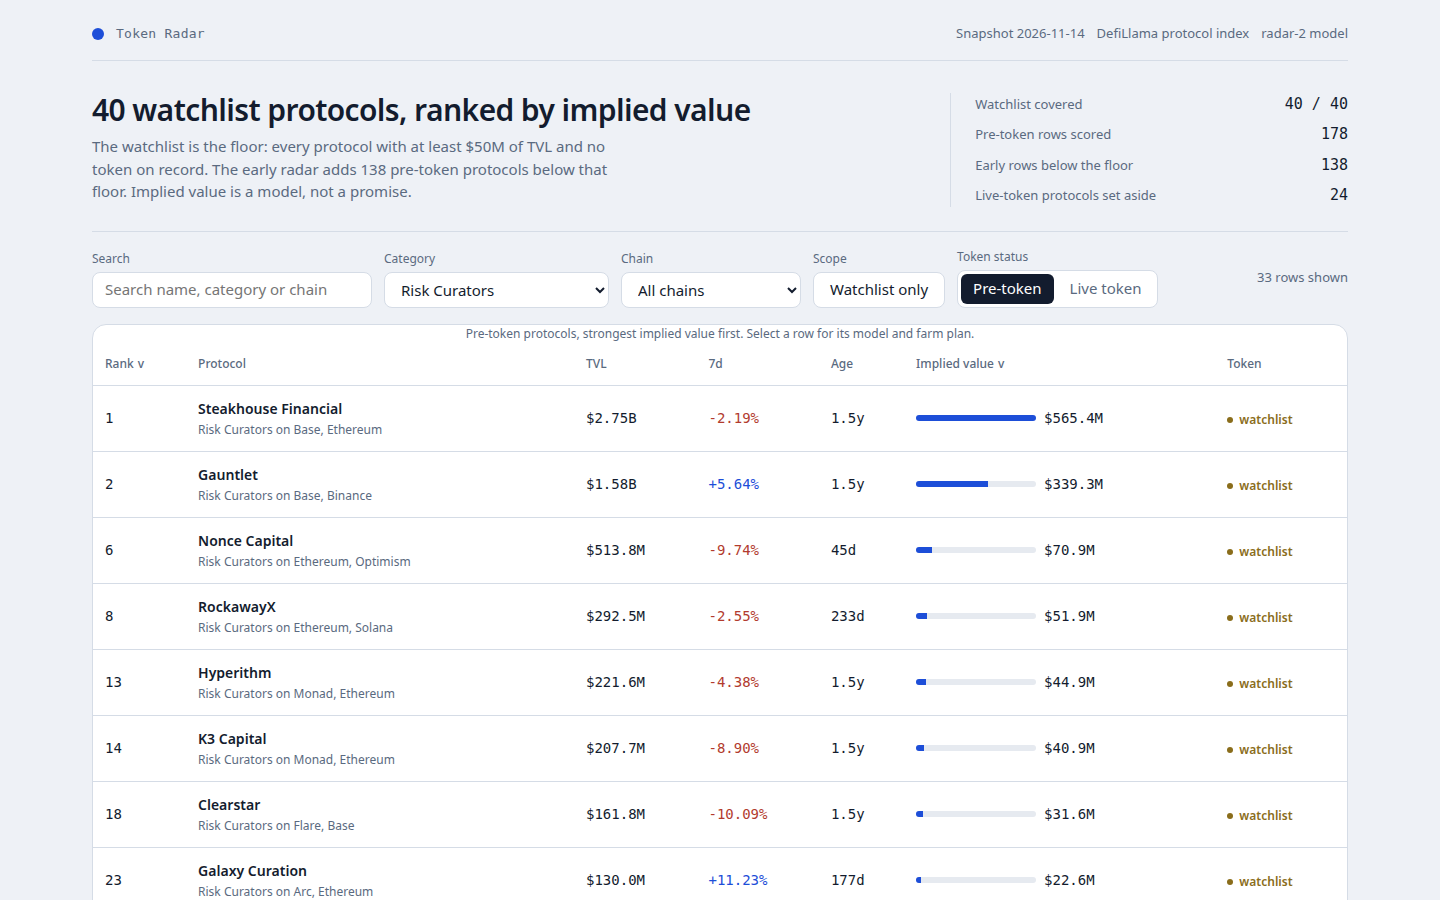 Token Radar
Snapshot 2026-11-14 DefiLlama protocol index radar-2 model
40 watchlist protocols, ranked by implied value
The watchlist is the floor: every protocol with at least $50M of TVL and no
token on record. The early radar adds 138 pre-token protocols below that
floor. Implied value is a model, not a promise.
Watchlist covered 40 / 40
Pre-token rows scored 178
Early rows below the floor 138
Live-token protocols set aside 24
Search Category Chain Scope Token status
Search name, category or chain Risk Curators All chains Watchlist only Pre-token Live token 33 rows shown
Pre-token protocols, strongest implied value first. Select a row for its model and farm plan.
Rank v Protocol TVL 7d Age Implied value v Token
1 Steakhouse Financial $2.75B -2.19% 1.5y $565.4M watchlist
Risk Curators on Base, Ethereum
2 Gauntlet $1.58B +5.64% 1.5y $339.3M watchlist
Risk Curators on Base, Binance
6 Nonce Capital $513.8M -9.74% 45d $70.9M watchlist
Risk Curators on Ethereum, Optimism
8 RockawayX $292.5M -2.55% 233d $51.9M watchlist
Risk Curators on Ethereum, Solana
13 Hyperithm $221.6M -4.38% 1.5y $44.9M watchlist
Risk Curators on Monad, Ethereum
14 K3 Capital $207.7M -8.90% 1.5y $40.9M watchlist
Risk Curators on Monad, Ethereum
18 Clearstar $161.8M -10.09% 1.5y $31.6M watchlist
Risk Curators on Flare, Base
23 Galaxy Curation $130.0M +11.23% 177d $22.6M watchlist
Risk Curators on Arc, Ethereum